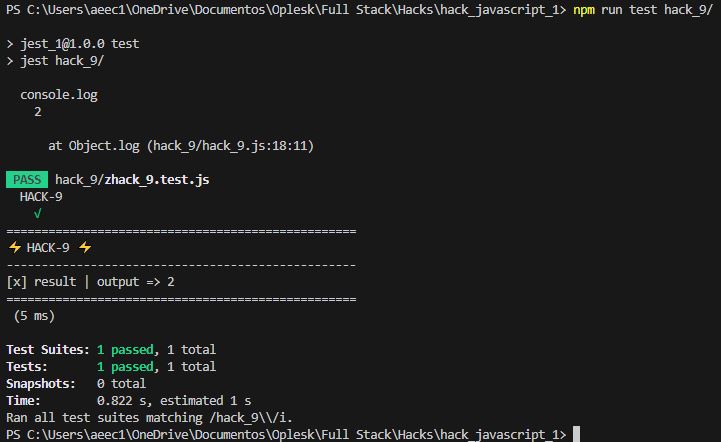 PS C:\Users\aeec1\OneDrive\Documentos\Oplesk\Full Stack\Hacks\hack_javascript_1> npm run test hack_9/
> jest_1@1.0.0 test
> jest hack_9/
console.log
2
at Object.log (hack_9/hack_9.js:18:11)
PASS hack_9/zhack_9.test.js
HACK-9
√
==================================================
⚡ HACK-9 ⚡
--------------------------------------------------
[x] result | output => 2
==================================================
(5 ms)
Test Suites: 1 passed, 1 total
Tests: 1 passed, 1 total
Snapshots: 0 total
Time: 0.822 s, estimated 1 s
Ran all test suites matching /hack_9\\/i.
PS C:\Users\aeec1\OneDrive\Documentos\Oplesk\Full Stack\Hacks\hack_javascript_1>